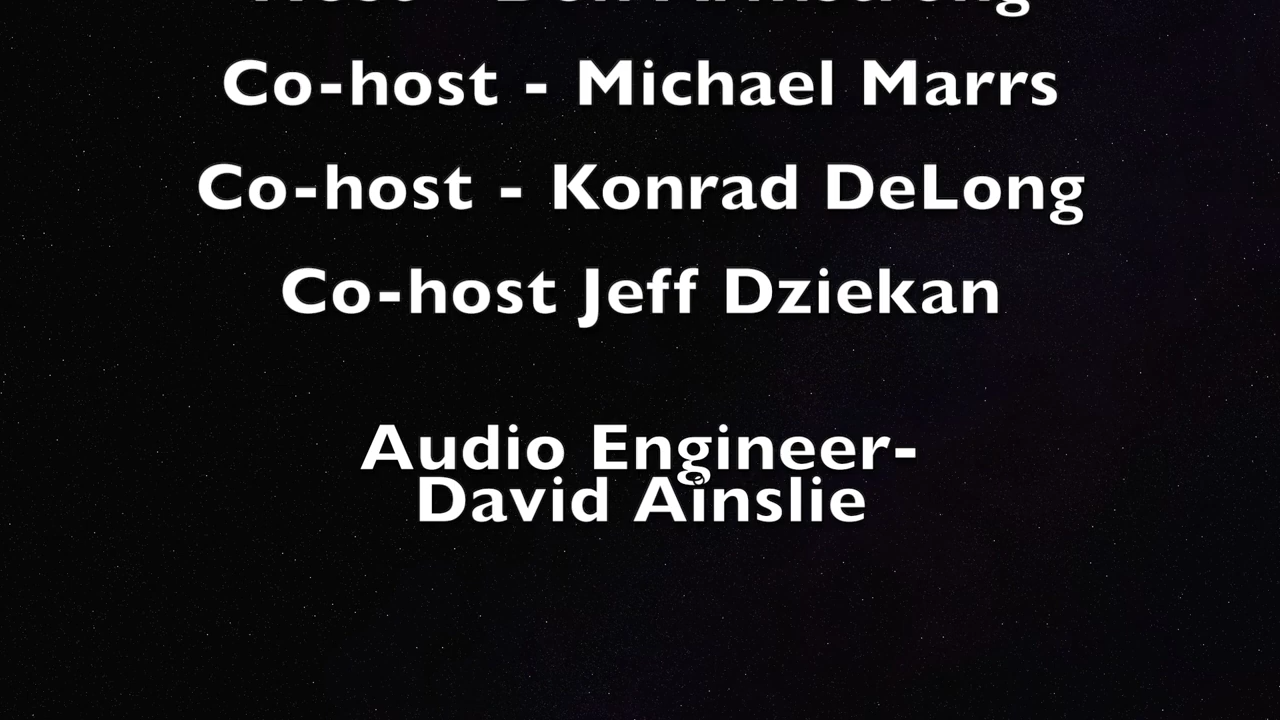 Co-host - Michael Marrs
Co-host - Konrad DeLong
Co-host Jeff Dziekan
Audio Engineer-
David Ainslie